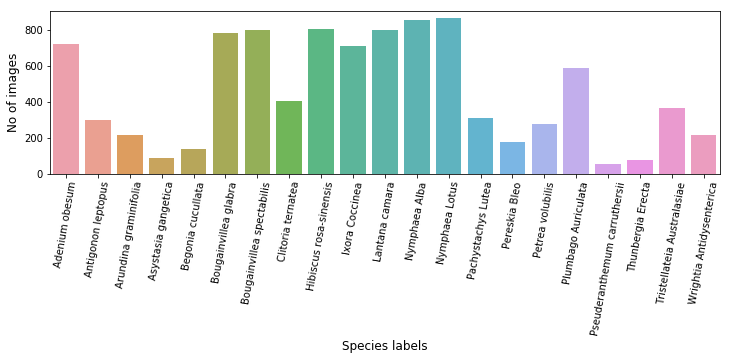 No of images
800
600
400
200
0
Adenium obesum
Antigonon leptopus
Arundina graminifolia
Asystasia gangetica
Begonia cucullata
Bougainvillea glabra
Bougainvillea spectabilis
Clitoria ternatea
Hibiscus rosa-sinensis
Ixora Coccinea
Lantana camara
Nymphaea Alba
Nymphaea Lotus
Pachystachys Lutea
Pereskia Bleo
Petrea volubilis
Plumbago Auriculata
Pseuderanthemum carruthersii
Thunbergia Erecta
Tristellateia Australasiae
Wrightia Antidysenterica
Species labels